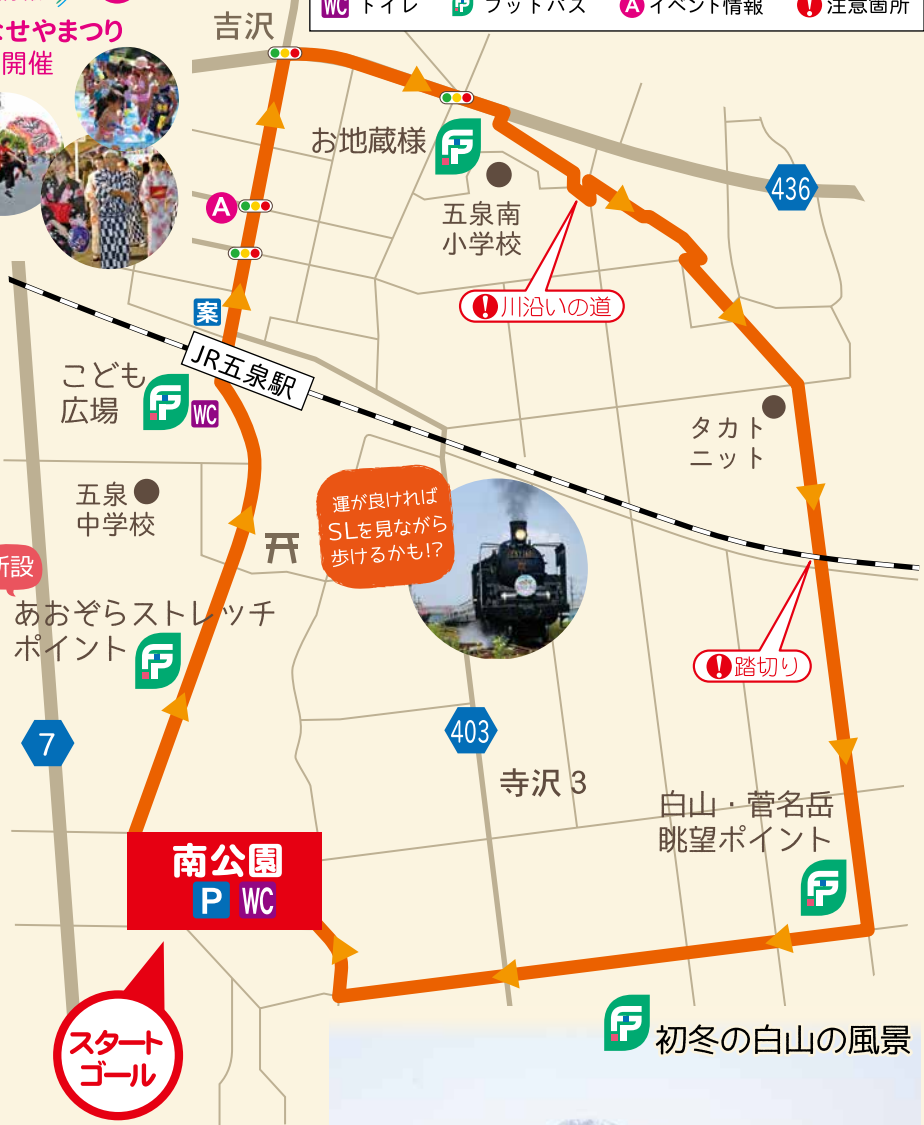 WC トイレ フットパス A イベント情報 ! 注意箇所
せやまつり
開催
吉沢
お地蔵様
五泉南
小学校
436
A
! 川沿いの道
案
JR五泉駅
こども
広場
WC
タカト
ニット
五泉
中学校
運が良ければ
SLを見ながら
歩けるかも!?
新設
あおぞらストレッチ
ポイント
! 踏切り
7
403
寺沢 3
白山・菅名岳
眺望ポイント
南公園
P WC
スタート
ゴール
初冬の白山の風景